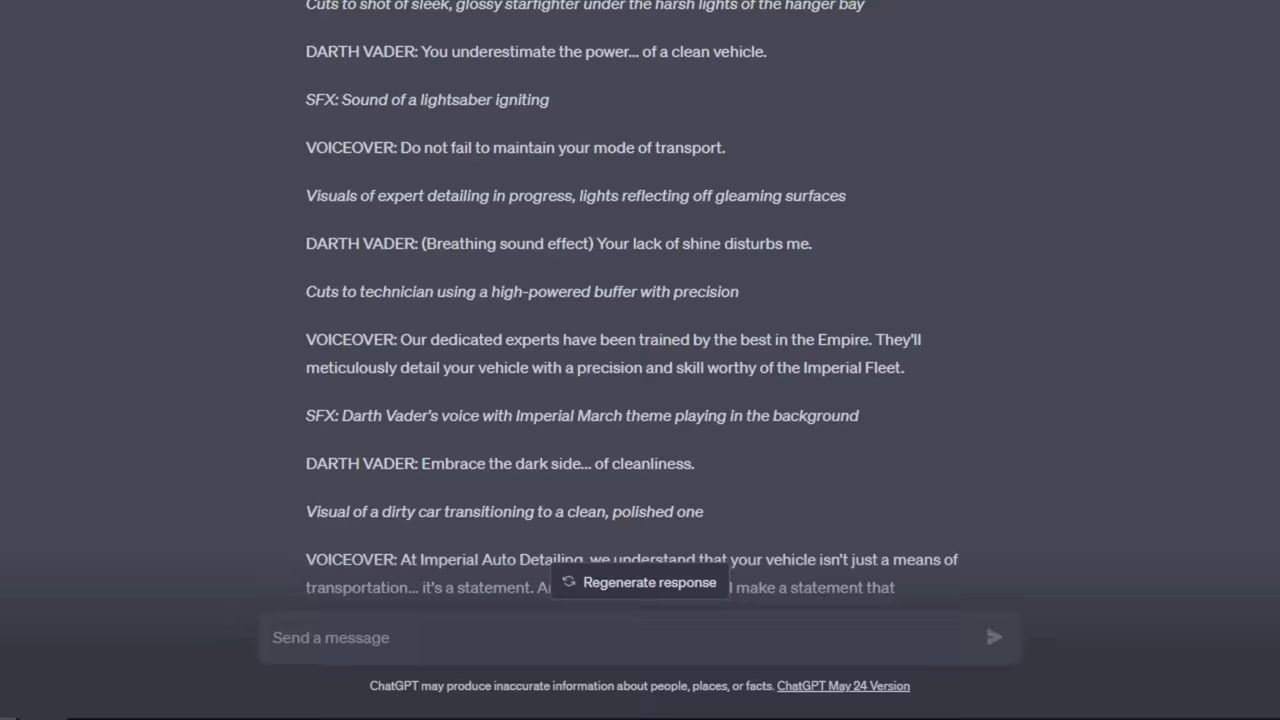 Cuts to shot of sleek, glossy starfighter under the harsh lights of the hanger bay
DARTH VADER: You underestimate the power... of a clean vehicle.
SFX: Sound of a lightsaber igniting
VOICEOVER: Do not fail to maintain your mode of transport.
Visuals of expert detailing in progress, lights reflecting off gleaming surfaces
DARTH VADER: (Breathing sound effect) Your lack of shine disturbs me.
Cuts to technician using a high-powered buffer with precision
VOICEOVER: Our dedicated experts have been trained by the best in the Empire. They'll
meticulously detail your vehicle with a precision and skill worthy of the Imperial Fleet.
SFX: Darth Vader's voice with Imperial March theme playing in the background
DARTH VADER: Embrace the dark side... of cleanliness.
Visual of a dirty car transitioning to a clean, polished one
VOICEOVER: At Imperial Auto Detailing, we understand that your vehicle isn't just a means of
transportation... it's a statement. make a statement that
Regenerate response
Send a message
ChatGPT may produce inaccurate information about people, places, or facts. ChatGPT May 24 Version